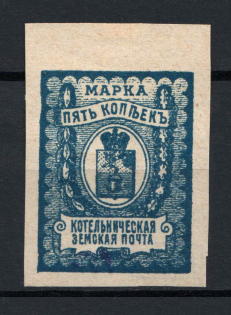 МАРКА
ПЯТЬ КОПѢЕКЪ
КОТЕЛЬНИЧЕСКАЯ
ЗЕМСКАЯ ПОЧТА